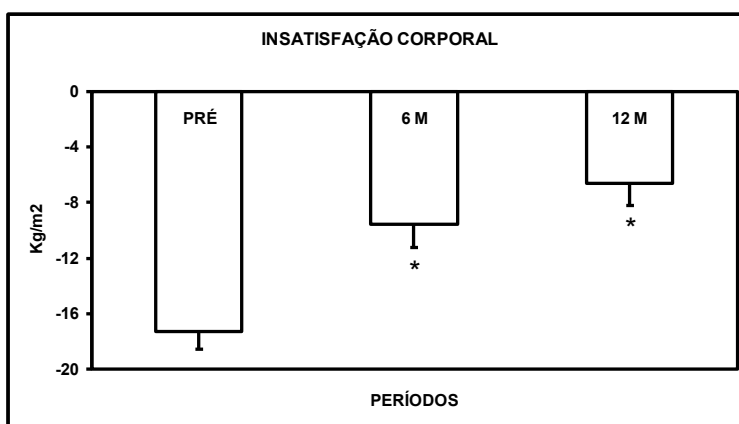 INSATISFAÇÃO CORPORAL
0
-4
-8
-12
-16
-20
Kg/m2
PRÉ
6 M
12 M
*
*
PERÍODOS